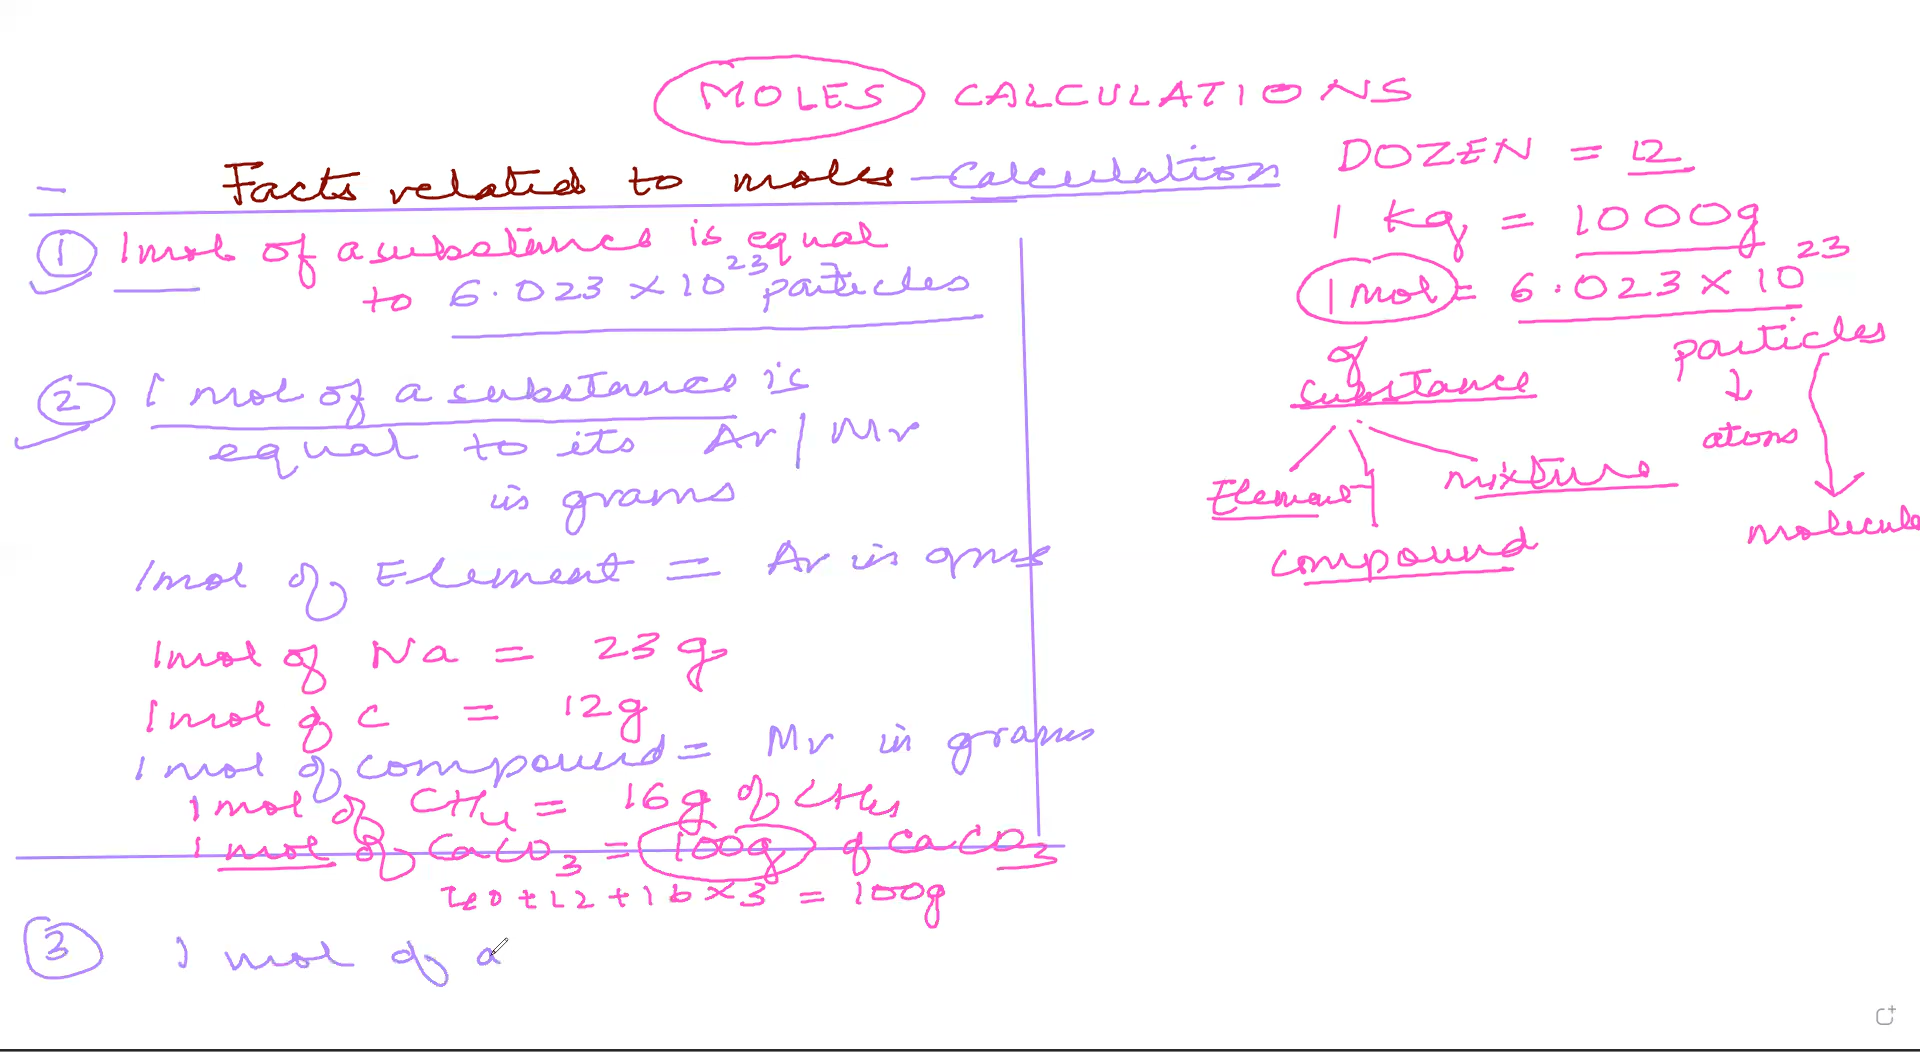 MOLES CALCULATIONS
- Facts related to moles - Calculation
① 1 mol of a substance is equal
to 6.023 × 10²³ particles
② 1 mol of a substance is
equal to its Ar / Mr
in grams
1 mol of Element = Ar in gms
1 mol of Na = 23 g
1 mol of C = 12g
1 mol of compound = Mr in grams
1 mol of CH4 = 16g of CH4
1 mol of CaCO3 = 100g of CaCO3
40 + 12 + 16 × 3 = 100g
③ 1 mol of a
DOZEN = 12
1 Kg = 1000g
1 mol = 6.023 × 10²³
of particles
substance
atoms
Element mixture
molecule
compound